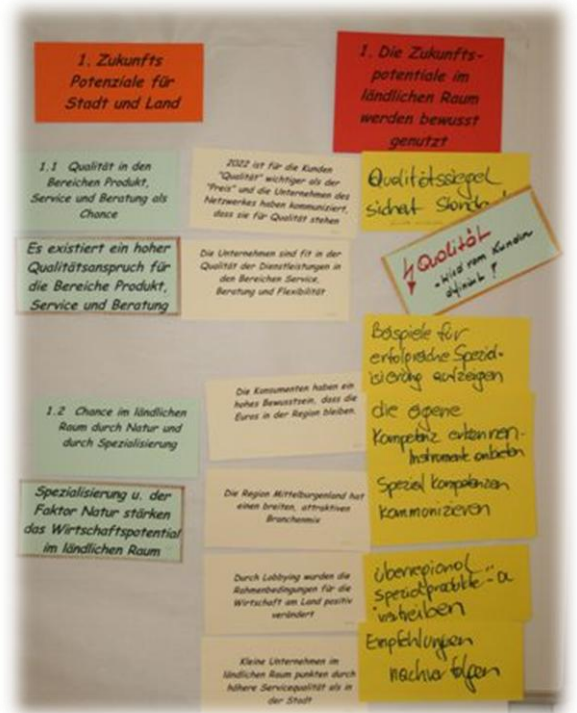 1. Zukunfts
Potenziale für
Stadt und Land
1. Die Zukunfts-
potentiale im
ländlichen Raum
werden bewusst
genutzt
1.1 Qualität in den
Bereichen Produkt,
Service und Beratung als
Chance
2022 ist für die Kunden
"Qualität" wichtiger als der
"Preis" und die Unternehmen des
Netzwerkes haben kommuniziert,
dass sie für Qualität stehen
Qualitätssiegel
sichert
Es existiert ein hoher
Qualitätsanspruch für
die Bereiche Produkt,
Service und Beratung
Die Unternehmen sind fit in der
Qualität der Dienstleistungen in
den Bereichen Service,
Beratung und Flexibilität
Qualität
wird vom Kunden
definiert!
Beispiele für
erfolgreiche Spezial-
isierung aufzeigen
1.2 Chance im ländlichen
Raum durch Natur und
durch Spezialisierung
Die Konsumenten haben ein
hohes Bewusstsein, dass die
Euros in der Region bleiben.
die eigene
Kompetenz erkennen-
Instrumente anbieten
Spezial Kompetenzen
kommunizieren
Spezialisierung u. der
Faktor Natur stärken
das Wirtschaftspotential
im ländlichen Raum
Die Region Mittelburgenland hat
einen breiten, attraktiven
Branchenmix
Durch Lobbying wurden die
Rahmenbedingungen für die
Wirtschaft am Land positiv
verändert
überregional
Spezialprodukte
Kleine Unternehmen im
ländlichen Raum punkten durch
höhere Servicequalität als in
der Stadt
Empfehlungen
nachverfolgen